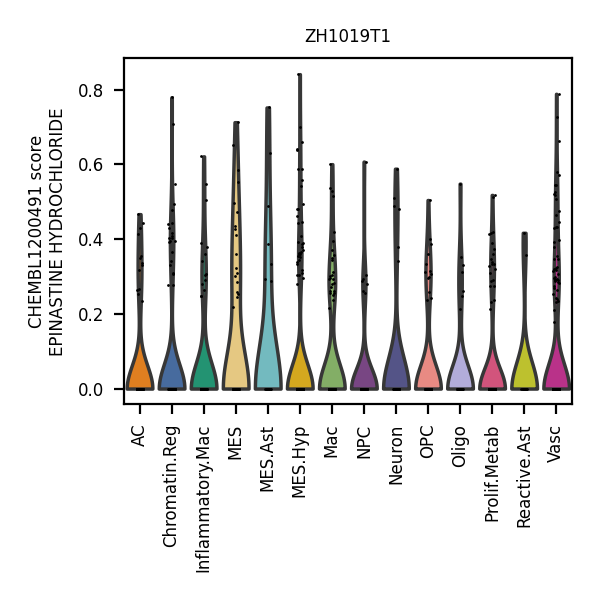 ZH1019T1
CHEMBL1200491 score
EPINASTINE HYDROCHLORIDE
0.8
0.6
0.4
0.2
0.0
AC
Chromatin.Reg
Inflammatory.Mac
MES
MES.Ast
MES.Hyp
Mac
NPC
Neuron
OPC
Oligo
Prolif.Metab
Reactive.Ast
Vasc